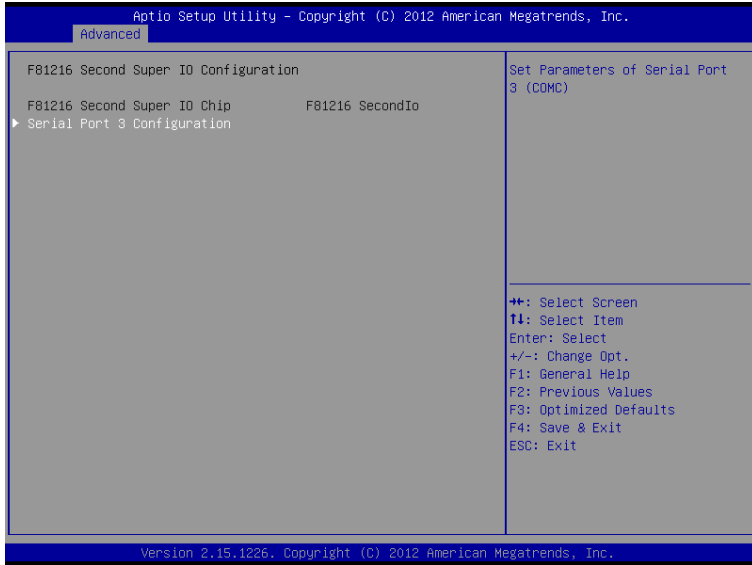 Aptio Setup Utility – Copyright (C) 2012 American Megatrends, Inc.
Advanced
F81216 Second Super IO Configuration
F81216 Second Super IO Chip F81216 SecondIo
▶ Serial Port 3 Configuration
Set Parameters of Serial Port
3 (COMC)
→←: Select Screen
↑↓: Select Item
Enter: Select
+/-: Change Opt.
F1: General Help
F2: Previous Values
F3: Optimized Defaults
F4: Save & Exit
ESC: Exit
Version 2.15.1226. Copyright (C) 2012 American Megatrends, Inc.